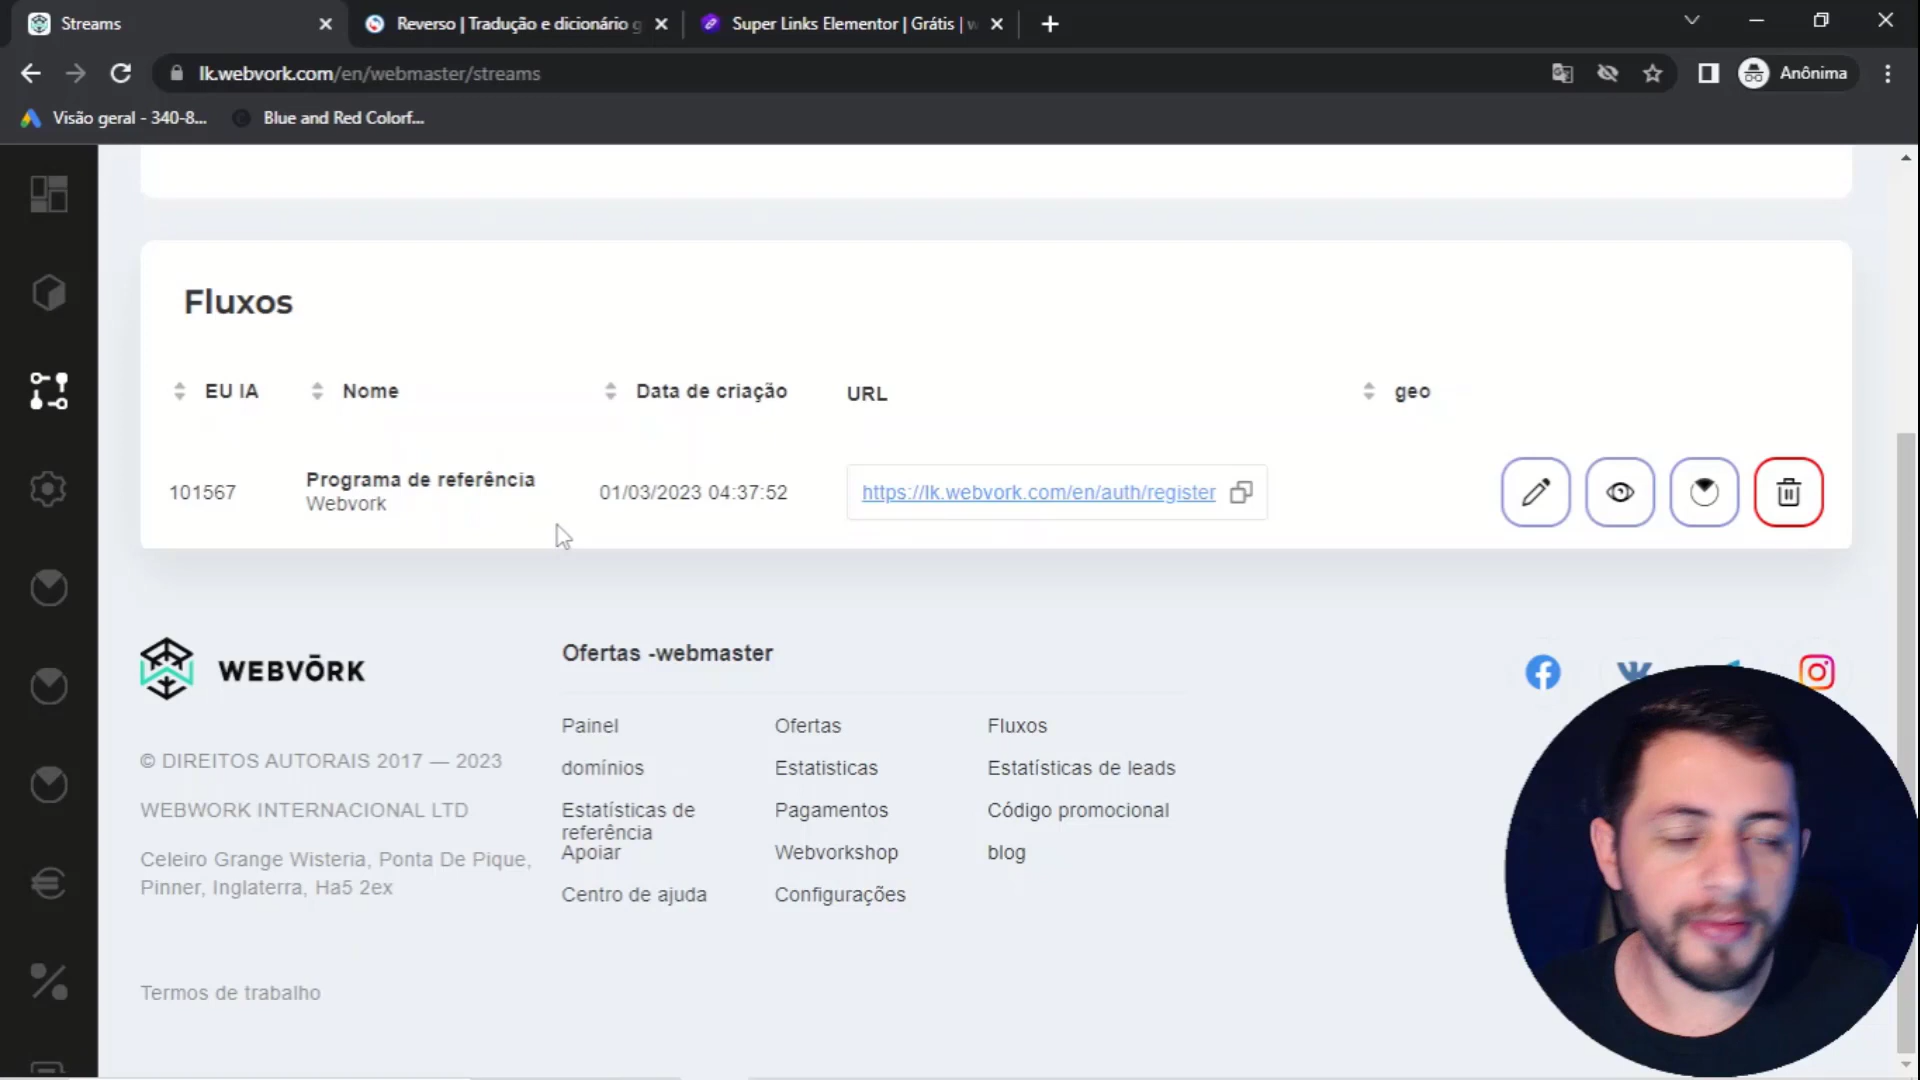 Streams
Reverso | Tradução e dicionário g
Super Links Elementor | Grátis | w
lk.webvork.com/en/webmaster/streams
Anônima
Visão geral - 340-8...
Blue and Red Colorf...
Fluxos
EU IA
Nome
Data de criação
URL
geo
101567
Programa de referência
Webvork
01/03/2023 04:37:52
https://lk.webvork.com/en/auth/register
WEBVŌRK
© DIREITOS AUTORAIS 2017 — 2023
WEBWORK INTERNACIONAL LTD
Celeiro Grange Wisteria, Ponta De Pique,
Pinner, Inglaterra, Ha5 2ex
Termos de trabalho
Ofertas -webmaster
Painel
Ofertas
Fluxos
domínios
Estatisticas
Estatísticas de leads
Estatísticas de
referência
Pagamentos
Código promocional
Apoiar
Webvorkshop
blog
Centro de ajuda
Configurações